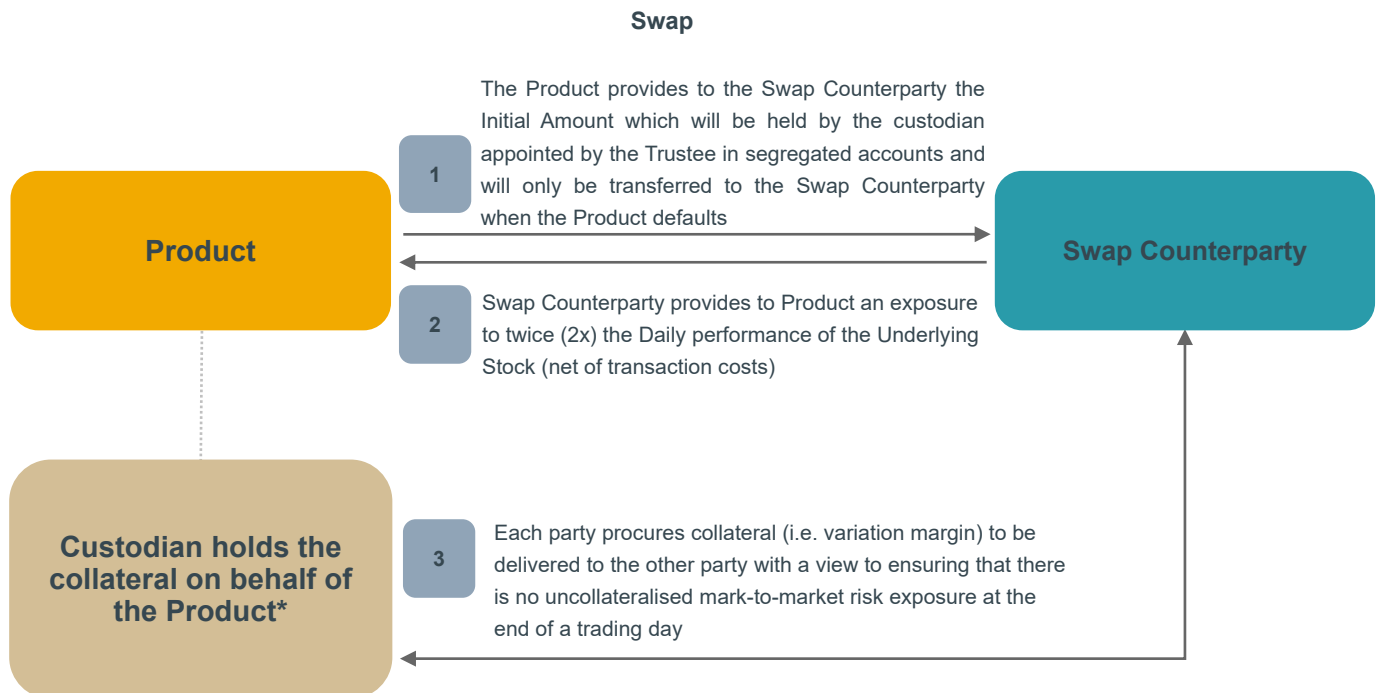 Swap
The Product provides to the Swap Counterparty the
Initial Amount which will be held by the custodian
appointed by the Trustee in segregated accounts and
will only be transferred to the Swap Counterparty
when the Product defaults
1
Product
Swap Counterparty
2
Swap Counterparty provides to Product an exposure
to twice (2x) the Daily performance of the Underlying
Stock (net of transaction costs)
Custodian holds the
collateral on behalf of
the Product*
3
Each party procures collateral (i.e. variation margin) to be
delivered to the other party with a view to ensuring that there
is no uncollateralised mark-to-market risk exposure at the
end of a trading day